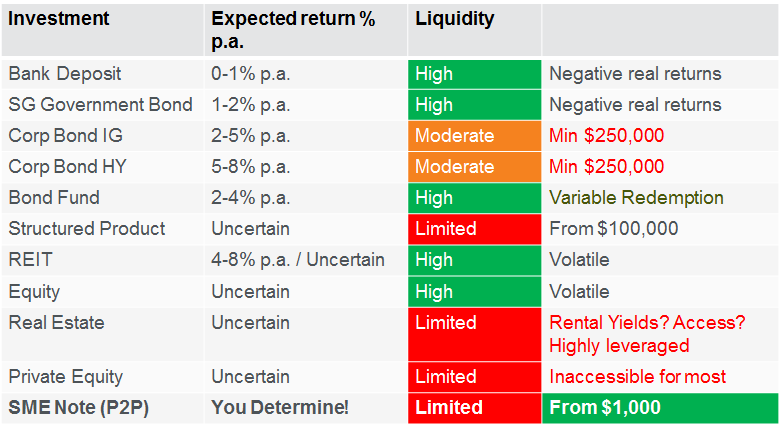 Investment Expected return % p.a. Liquidity
Bank Deposit 0-1% p.a. High Negative real returns
SG Government Bond 1-2% p.a. High Negative real returns
Corp Bond IG 2-5% p.a. Moderate Min $250,000
Corp Bond HY 5-8% p.a. Moderate Min $250,000
Bond Fund 2-4% p.a. High Variable Redemption
Structured Product Uncertain Limited From $100,000
REIT 4-8% p.a. / Uncertain High Volatile
Equity Uncertain High Volatile
Real Estate Uncertain Limited Rental Yields? Access?
Highly leveraged
Private Equity Uncertain Limited Inaccessible for most
SME Note (P2P) You Determine! Limited From $1,000